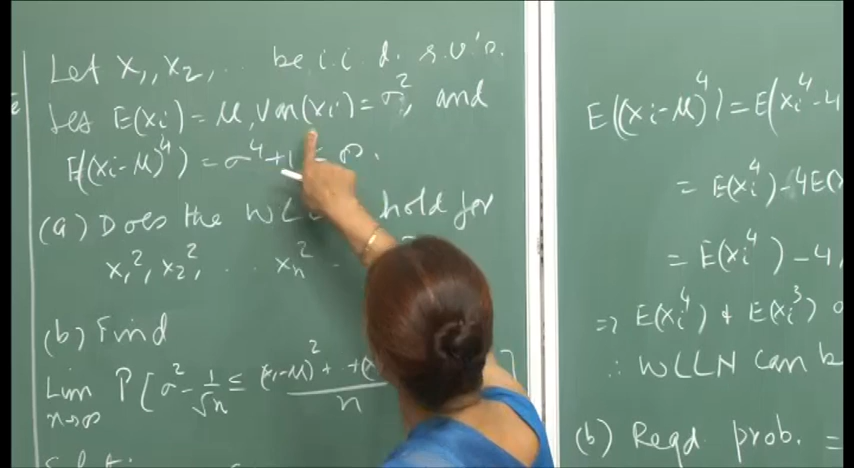 Let X₁, X₂, ... be i.i.d. r.v's.
Let E(Xi) = μ, Var(Xi) = σ², and
E((Xi-μ)⁴) = σ⁴+1 ∞.
(a) Does the WLL hold for
X₁², X₂², ... Xn² ...
(b) Find
Lim n→∞ P[σ² - 1/√n ≤ (X₁-μ)² + .. +( / n ]
E((Xi-μ)⁴) = E(Xi⁴ - 4
= E(Xi⁴) - 4E(X
= E(Xi⁴) - 4
⇒ E(Xi⁴) & E(Xi³)
∴ WLLN can b
(b) Reqd. prob. =